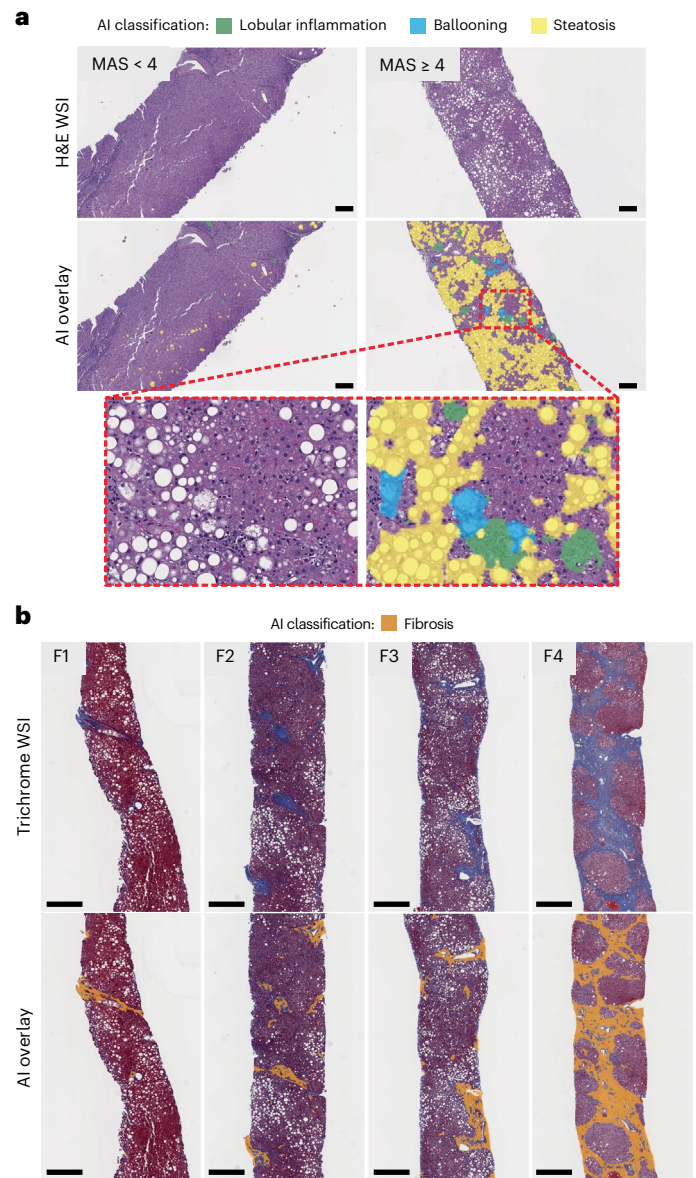 a
AI classification: Lobular inflammation Ballooning Steatosis
MAS < 4
MAS ≥ 4
H&E WSI
AI overlay
b
AI classification: Fibrosis
F1
F2
F3
F4
Trichrome WSI
AI overlay